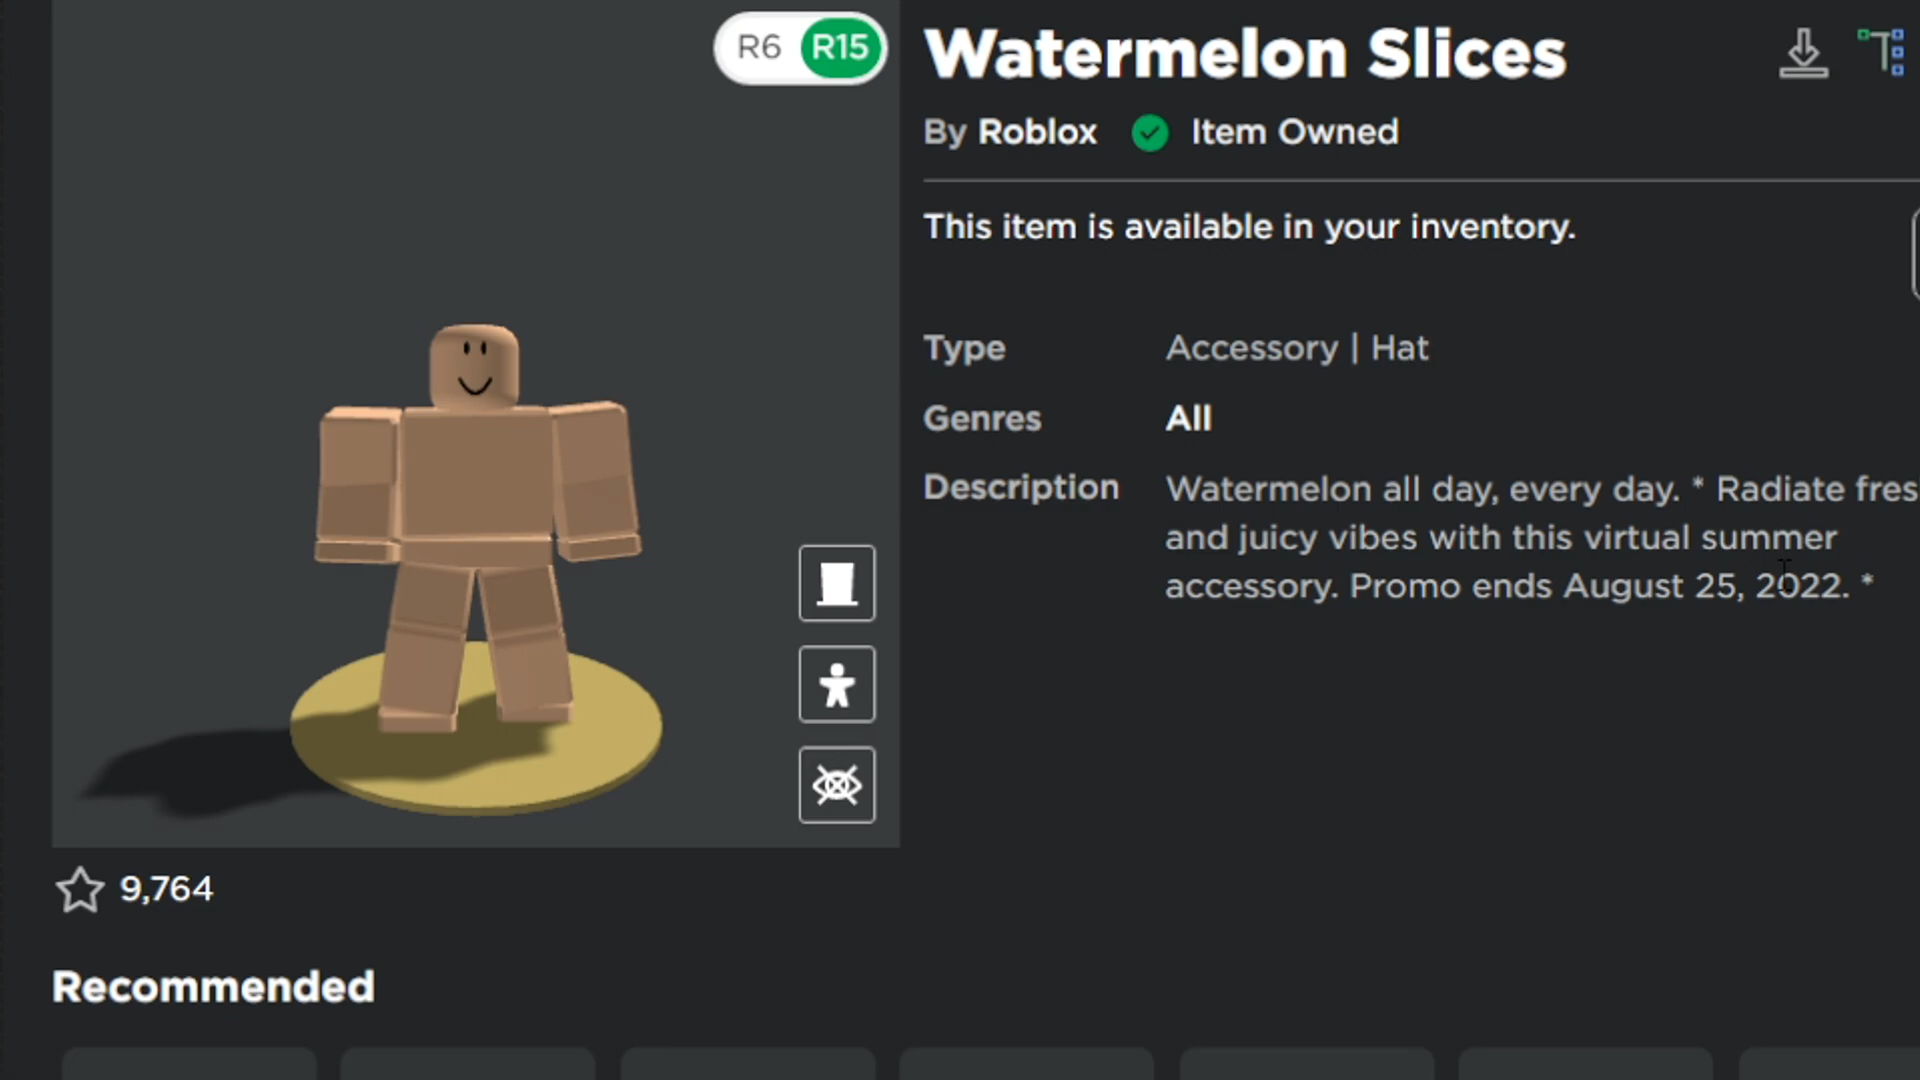 R6 R15
Watermelon Slices
By Roblox Item Owned
This item is available in your inventory.
Type Accessory | Hat
Genres All
Description Watermelon all day, every day. * Radiate fres
and juicy vibes with this virtual summer
accessory. Promo ends August 25, 2022. *
9,764
Recommended